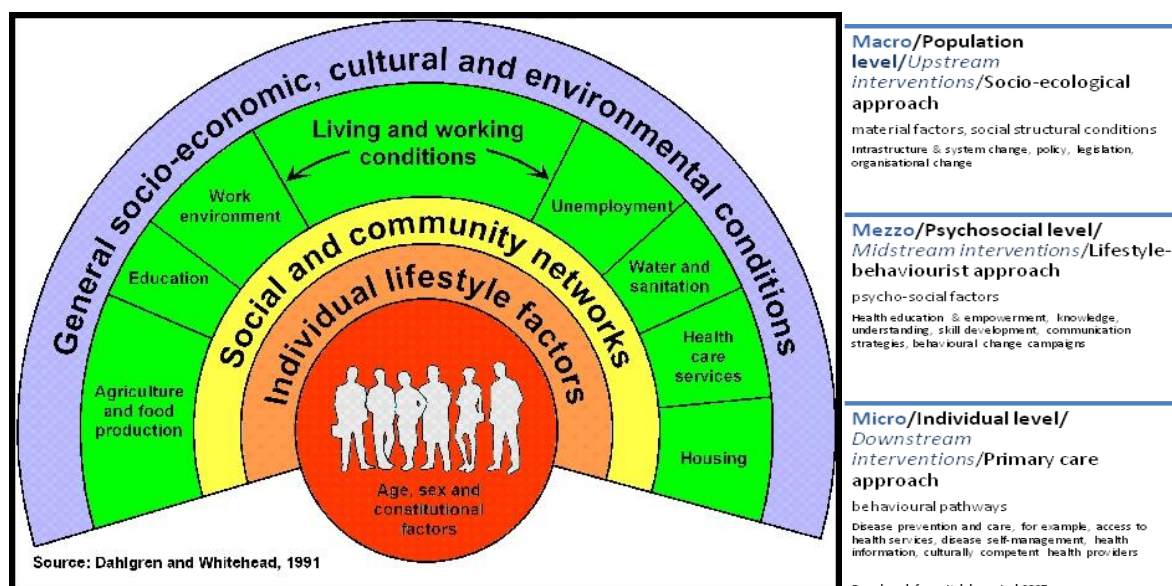 General socio-economic, cultural and environmental conditions
Living and working
conditions
Work
environment
Education
Agriculture
and food
production
Unemployment
Water and
sanitation
Health
care
services
Housing
Social and community networks
Individual lifestyle factors
Age, sex and
constitutional
factors
Source: Dahlgren and Whitehead, 1991
Macro/Population
level/Upstream
interventions/Socio-ecological
approach
material factors, social structural conditions
Infrastructure & system change, policy, legislation,
organisational change
Mezzo/Psychosocial level/
Midstream interventions/Lifestyle-
behaviourist approach
psycho-social factors
Health education & empowerment, knowledge,
understanding, skill development, communication
strategies, behavioural change campaigns
Micro/Individual level/
Downstream
interventions/Primary care
approach
behavioural pathways
Disease prevention and care, for example, access to
health services, disease self-management, health
information, culturally competent health providers